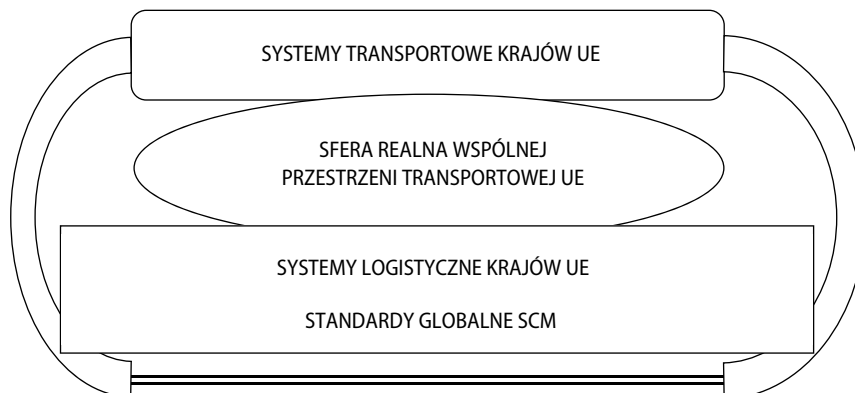 SYSTEMY TRANSPORTOWE KRAJÓW UE
SFERA REALNA WSPÓLNEJ
PRZESTRZENI TRANSPORTOWEJ UE
SYSTEMY LOGISTYCZNE KRAJÓW UE
STANDARDY GLOBALNE SCM